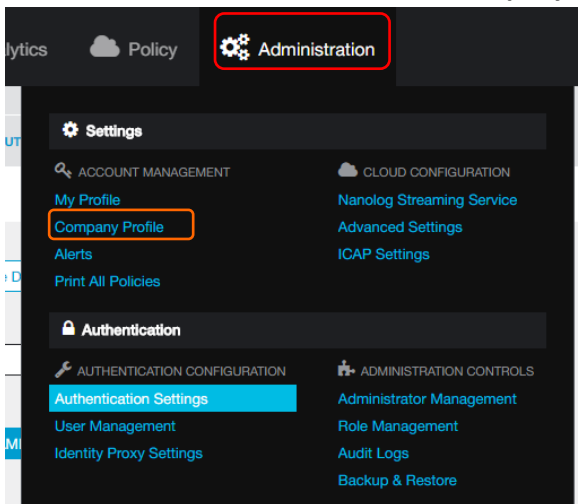 lytics Policy Administration
UT
Settings
ACCOUNT MANAGEMENT
My Profile
Company Profile
Alerts
Print All Policies
CLOUD CONFIGURATION
Nanolog Streaming Service
Advanced Settings
ICAP Settings
e D
Authentication
AUTHENTICATION CONFIGURATION
Authentication Settings
User Management
Identity Proxy Settings
ADMINISTRATION CONTROLS
Administrator Management
Role Management
Audit Logs
Backup & Restore
AMI